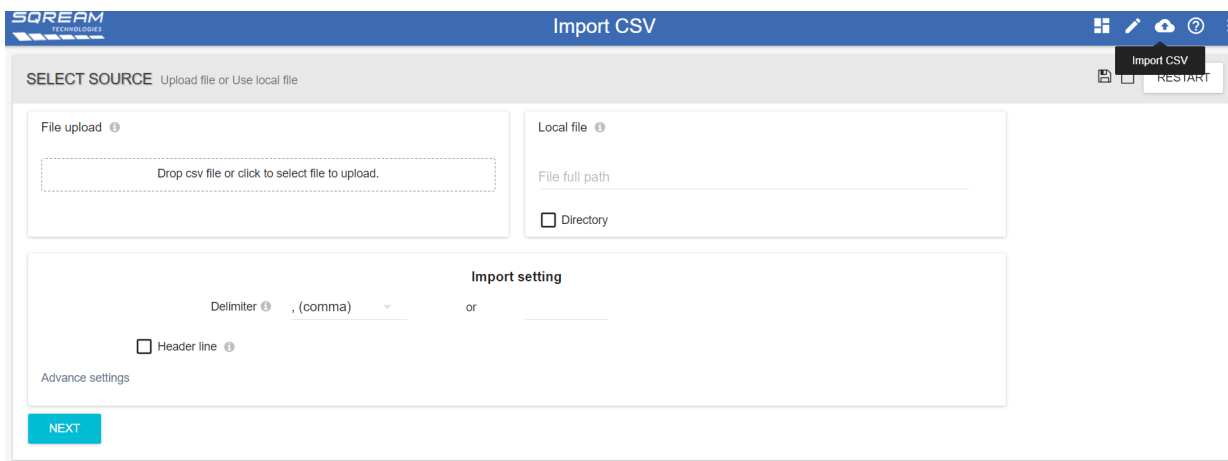 SQREAM
TECHNOLOGIES
Import CSV
Import CSV
SELECT SOURCE Upload file or Use local file
RESTART
File upload
Local file
Drop csv file or click to select file to upload.
File full path
Directory
Import setting
Delimiter , (comma) or
Header line
Advance settings
NEXT